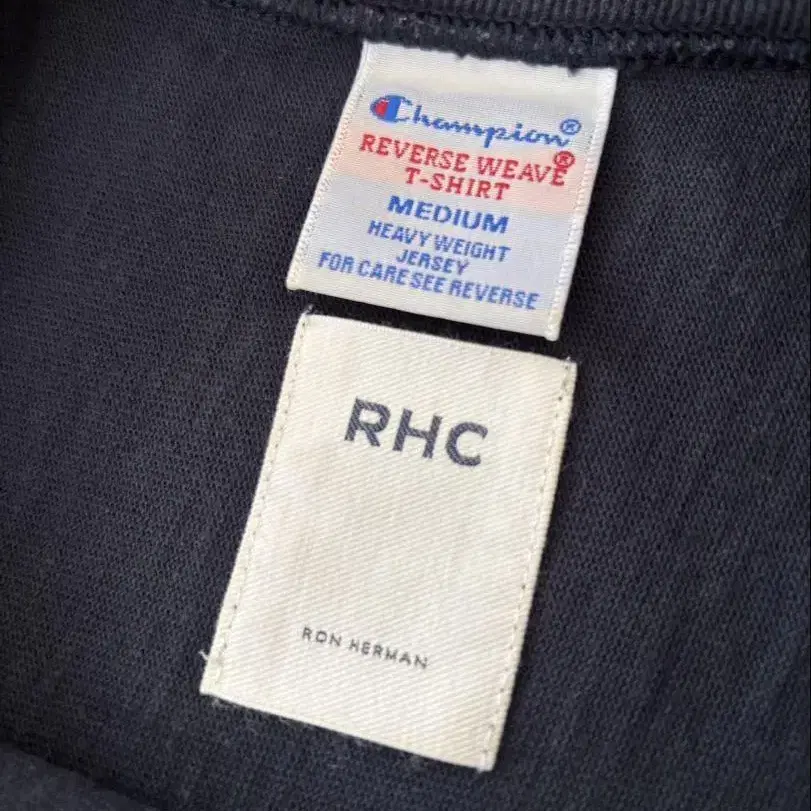 Champion®
REVERSE WEAVE®
T-SHIRT
MEDIUM
HEAVY WEIGHT
JERSEY
FOR CARE SEE REVERSE
RHC
RON HERMAN